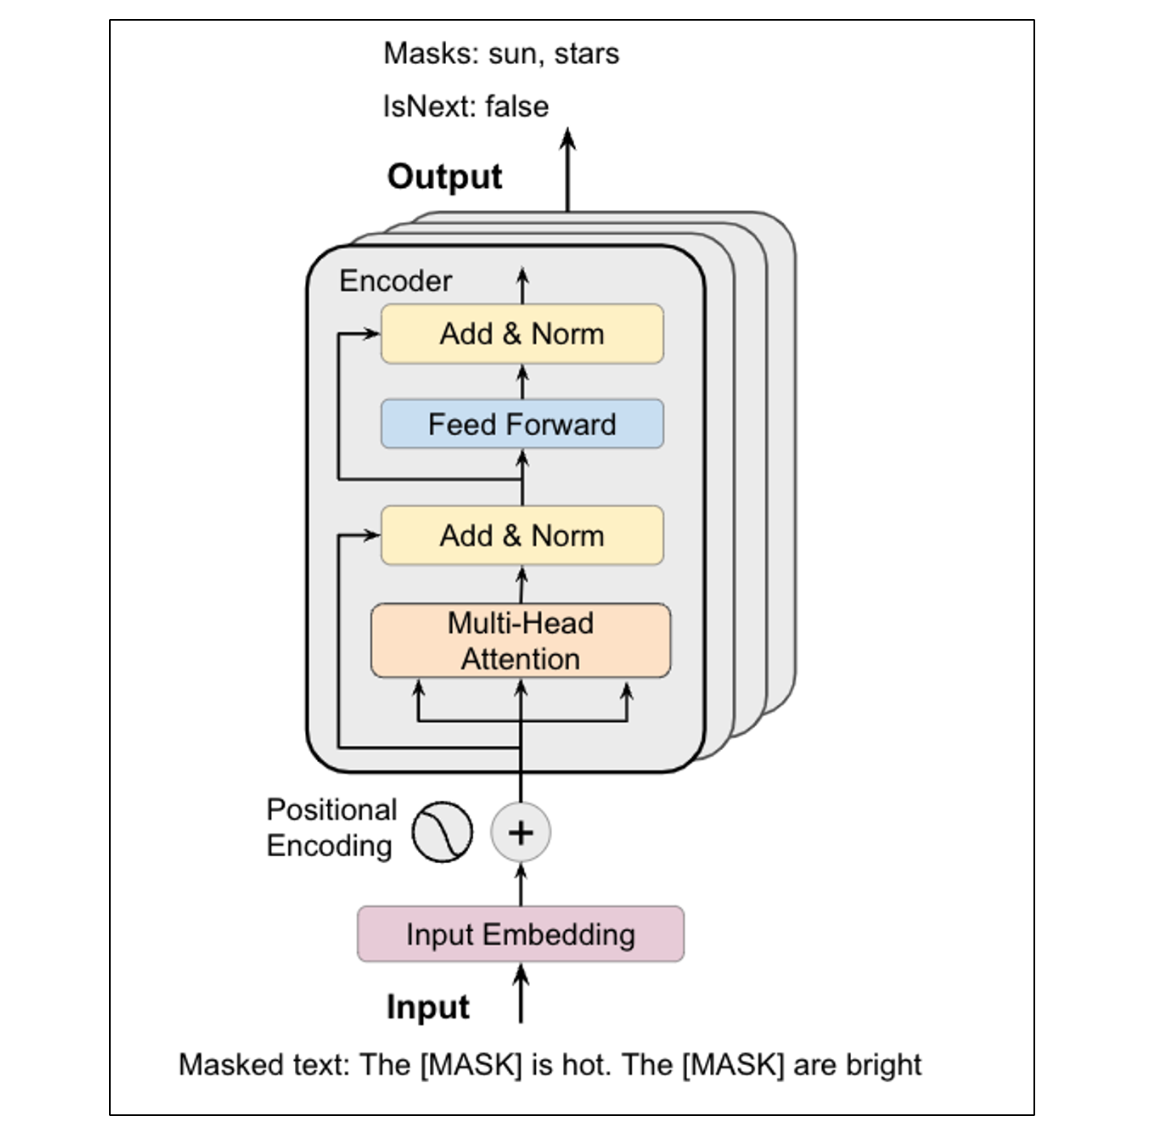 Masks: sun, stars
IsNext: false
Output
Encoder
Add & Norm
Feed Forward
Add & Norm
Multi-Head
Attention
Positional
Encoding
+
Input Embedding
Input
Masked text: The [MASK] is hot. The [MASK] are bright